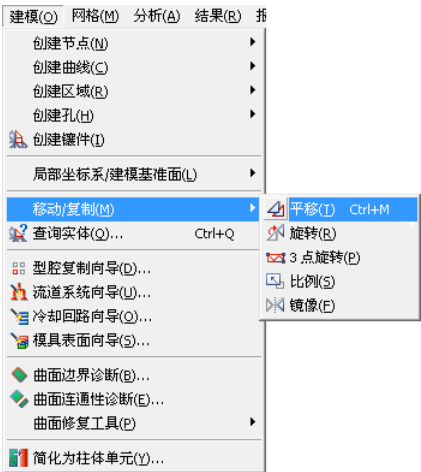 建模(O) 网格(M) 分析(A) 结果(R)
创建节点(N)
创建曲线(C)
创建区域(R)
创建孔(H)
创建镶件(I)
局部坐标系/建模基准面(L)
移动/复制(M)
平移(T) Ctrl+M
查询实体(Q)... Ctrl+Q
旋转(R)
3 点旋转(P)
型腔复制向导(D)...
比例(S)
流道系统向导(U)...
镜像(F)
冷却回路向导(O)...
模具表面向导(S)...
曲面边界诊断(B)...
曲面连通性诊断(E)...
曲面修复工具(P)
简化为柱体单元(Y)...